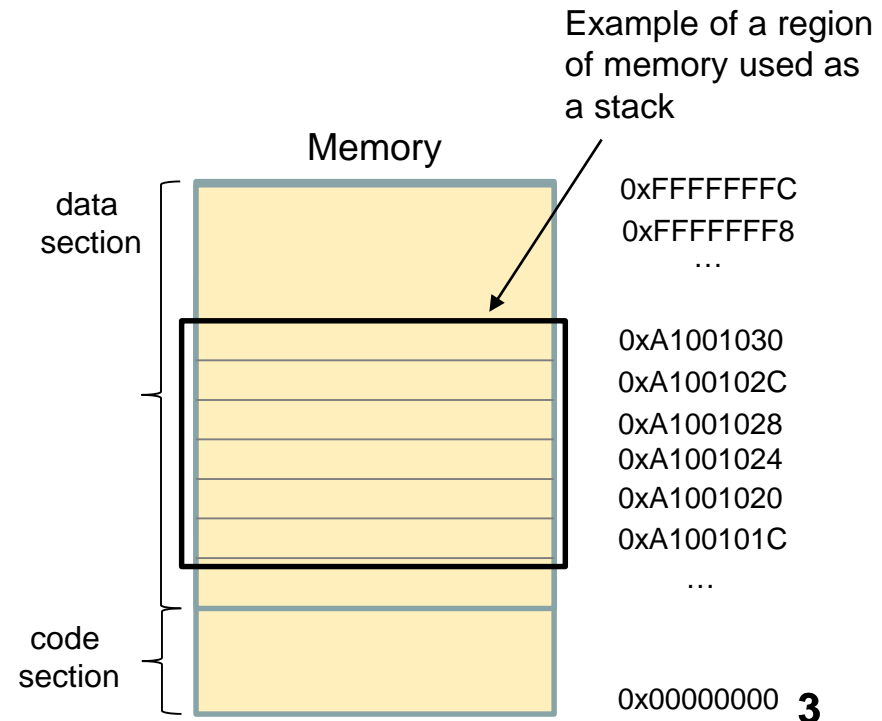 Example of a region
of memory used as
a stack
Memory
data
section
0xFFFFFFFC
0xFFFFFFF8
…
0xA1001030
0xA100102C
0xA1001028
0xA1001024
0xA1001020
0xA100101C
…
code
section
0x00000000
3